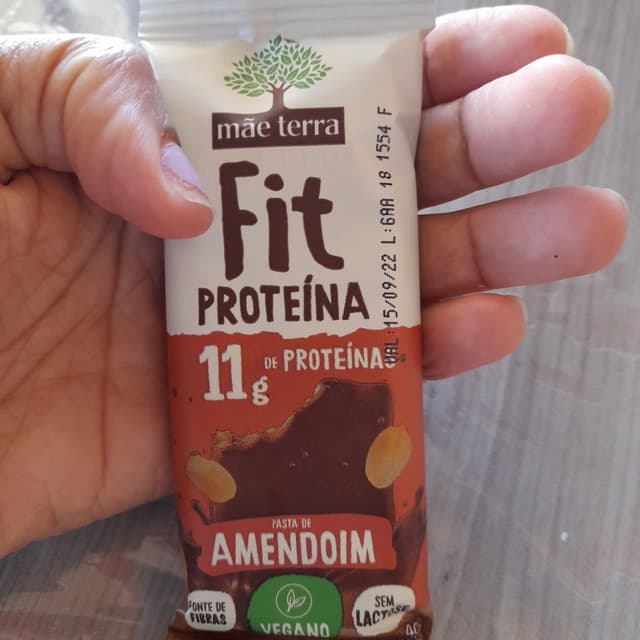 mãe terra
Fit
PROTEÍNA
VAL:15/09/22 L:6AA 18 1554 F
11g DE PROTEÍNAS
PASTA DE
AMENDOIM
FONTE DE
FIBRAS
VEGANO
SEM
LACTOSE